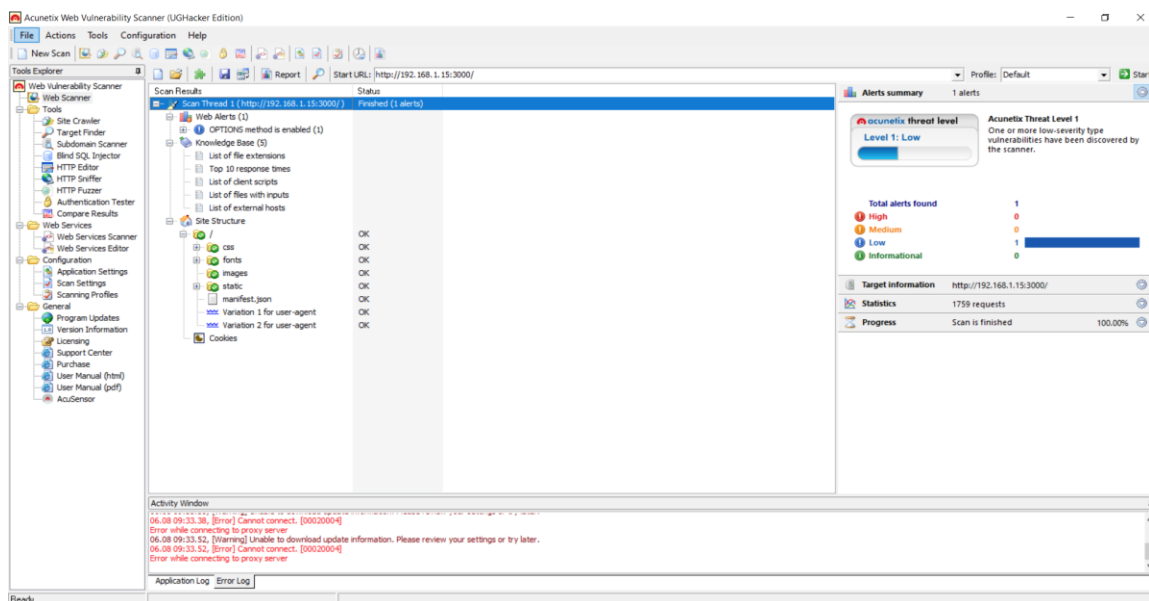 Acunetix Web Vulnerability Scanner (UGHacker Edition)
File Actions Tools Configuration Help
New Scan
Tools Explorer
Report
Start URL: http://192.168.1.15:3000/
Profile: Default
Start
Web Vulnerability Scanner
Web Scanner
Tools
Site Crawler
Target Finder
Subdomain Scanner
Blind SQL Injector
HTTP Editor
HTTP Sniffer
HTTP Fuzzer
Authentication Tester
Compare Results
Web Services
Web Services Scanner
Web Services Editor
Configuration
Application Settings
Scan Settings
Scanning Profiles
General
Program Updates
Version Information
Licensing
Support Center
Purchase
User Manual (html)
User Manual (pdf)
AcuSensor
Scan Results Status
Scan Thread 1 ( http://192.168.1.15:3000/ ) Finished (1 alerts)
Web Alerts (1)
OPTIONS method is enabled (1)
Knowledge Base (5)
List of file extensions
Top 10 response times
List of client scripts
List of files with inputs
List of external hosts
Site Structure
/ OK
css OK
fonts OK
images OK
static OK
manifest.json OK
Variation 1 for user-agent OK
Variation 2 for user-agent OK
Cookies
Alerts summary 1 alerts
acunetix threat level
Level 1: Low
Acunetix Threat Level 1
One or more low-severity type
vulnerabilities have been discovered by
the scanner.
Total alerts found 1
High 0
Medium 0
Low 1
Informational 0
Target information http://192.168.1.15:3000/
Statistics 1759 requests
Progress Scan is finished 100.00%
Activity Window
06.08 09:33.38, [Error] Cannot connect. [00020004]
Error while connecting to proxy server
06.08 09:33.52, [Warning] Unable to download update information. Please review your settings or try later.
06.08 09:33.52, [Error] Cannot connect. [00020004]
Error while connecting to proxy server
Application Log Error Log
Ready